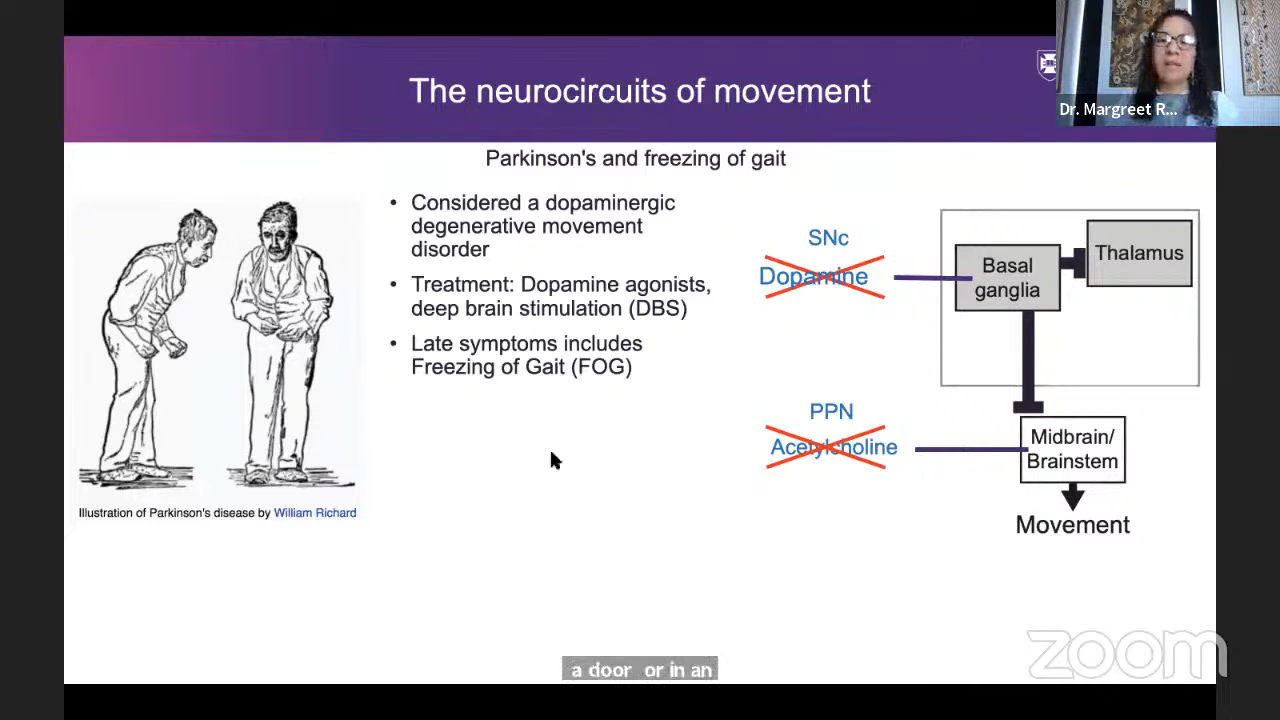 The neurocircuits of movement
Dr. Margreet R...
Parkinson's and freezing of gait
• Considered a dopaminergic
degenerative movement
disorder
• Treatment: Dopamine agonists,
deep brain stimulation (DBS)
• Late symptoms includes
Freezing of Gait (FOG)
Illustration of Parkinson's disease by William Richard
SNc
Dopamine
Basal
ganglia
Thalamus
PPN
Acetylcholine
Midbrain/
Brainstem
Movement
zoom
a door or in an